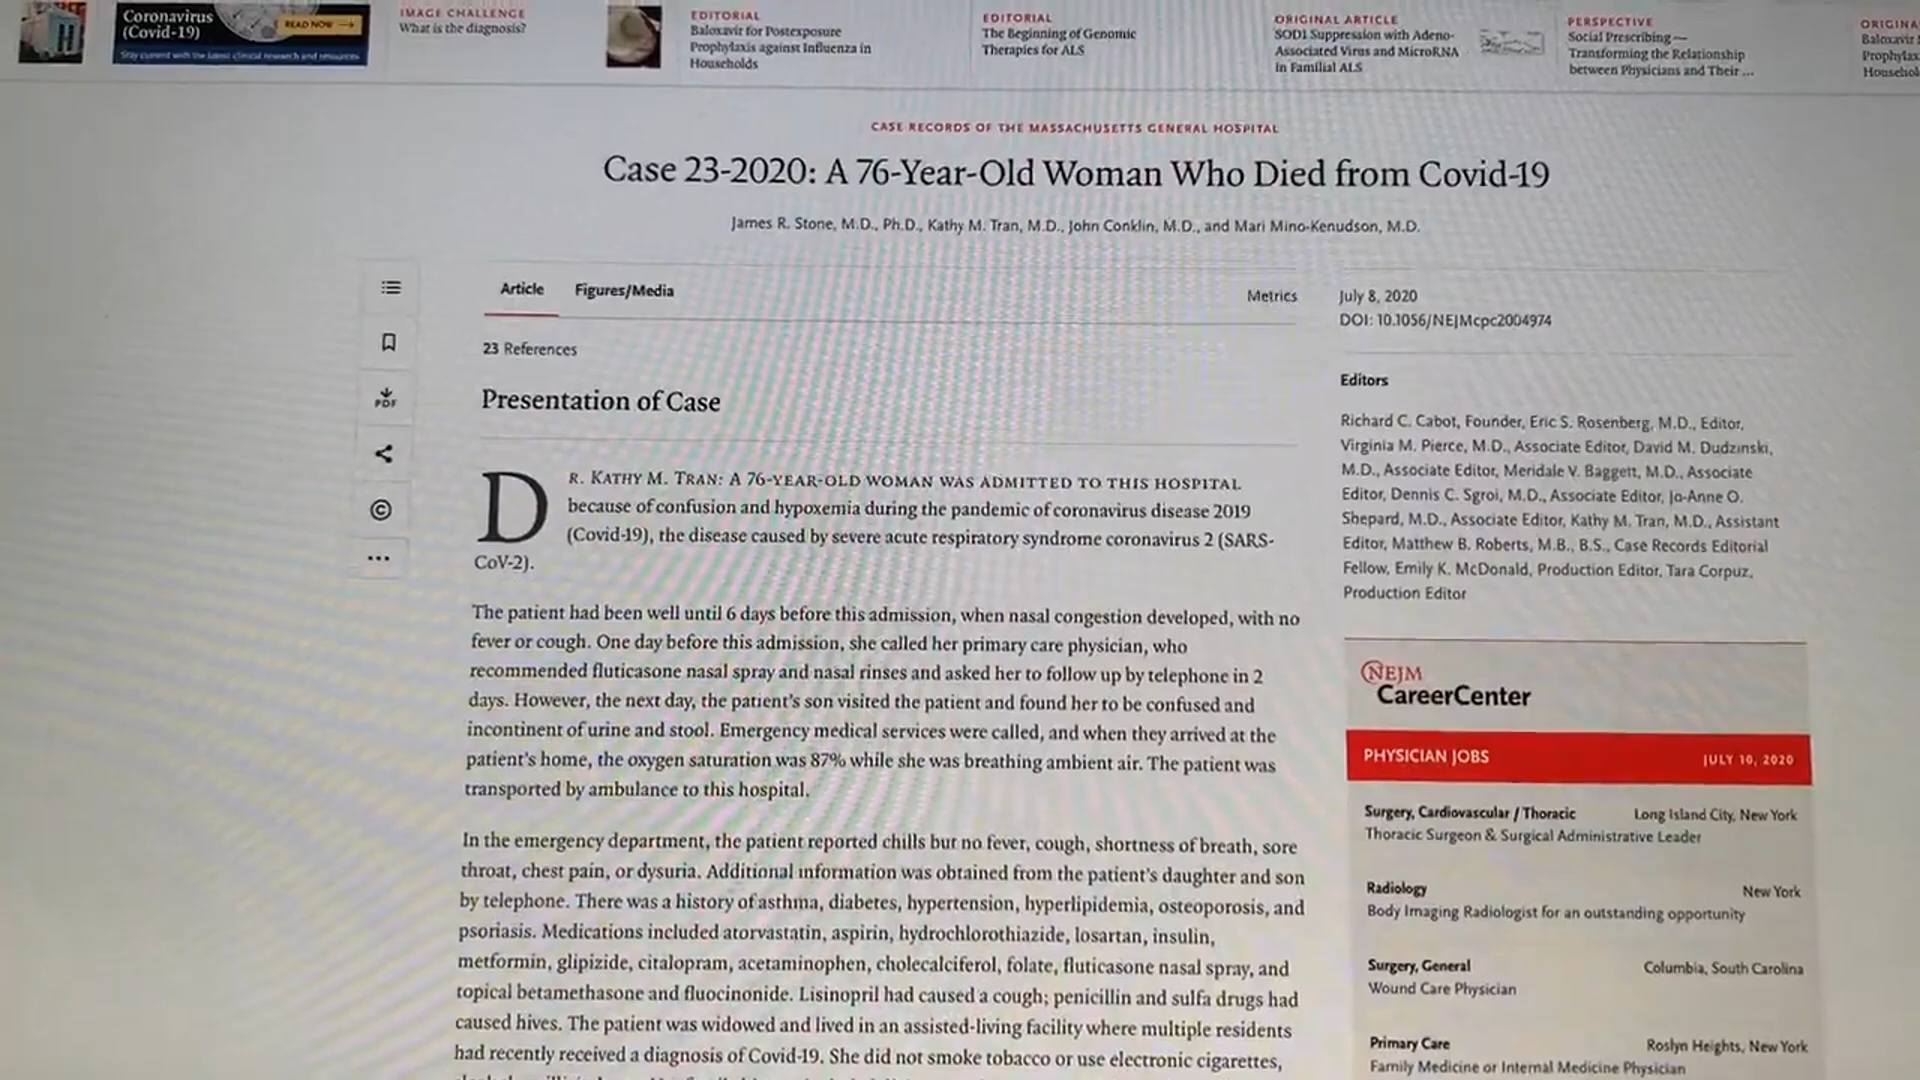 Coronavirus
(Covid-19)
READ NOW
Stay current with the latest clinical research and resources
IMAGE CHALLENGE
What is the diagnosis?
EDITORIAL
Baloxavir for Postexposure
Prophylaxis against Influenza in
Households
EDITORIAL
The Beginning of Genomic
Therapies for ALS
ORIGINAL ARTICLE
SOD1 Suppression with Adeno-
Associated Virus and MicroRNA
in Familial ALS
PERSPECTIVE
Social Prescribing —
Transforming the Relationship
between Physicians and Their ...
ORIGINA
Baloxavir
Prophylax
Househol
CASE RECORDS OF THE MASSACHUSETTS GENERAL HOSPITAL
Case 23-2020: A 76-Year-Old Woman Who Died from Covid-19
James R. Stone, M.D., Ph.D., Kathy M. Tran, M.D., John Conklin, M.D., and Mari Mino-Kenudson, M.D.
Article
Figures/Media
Metrics
July 8, 2020
DOI: 10.1056/NEJMcpc2004974
23 References
PDF
Presentation of Case
DR. KATHY M. TRAN: A 76-YEAR-OLD WOMAN WAS ADMITTED TO THIS HOSPITAL
because of confusion and hypoxemia during the pandemic of coronavirus disease 2019
(Covid-19), the disease caused by severe acute respiratory syndrome coronavirus 2 (SARS-
CoV-2).
The patient had been well until 6 days before this admission, when nasal congestion developed, with no
fever or cough. One day before this admission, she called her primary care physician, who
recommended fluticasone nasal spray and nasal rinses and asked her to follow up by telephone in 2
days. However, the next day, the patient's son visited the patient and found her to be confused and
incontinent of urine and stool. Emergency medical services were called, and when they arrived at the
patient's home, the oxygen saturation was 87% while she was breathing ambient air. The patient was
transported by ambulance to this hospital.
In the emergency department, the patient reported chills but no fever, cough, shortness of breath, sore
throat, chest pain, or dysuria. Additional information was obtained from the patient's daughter and son
by telephone. There was a history of asthma, diabetes, hypertension, hyperlipidemia, osteoporosis, and
psoriasis. Medications included atorvastatin, aspirin, hydrochlorothiazide, losartan, insulin,
metformin, glipizide, citalopram, acetaminophen, cholecalciferol, folate, fluticasone nasal spray, and
topical betamethasone and fluocinonide. Lisinopril had caused a cough; penicillin and sulfa drugs had
caused hives. The patient was widowed and lived in an assisted-living facility where multiple residents
had recently received a diagnosis of Covid-19. She did not smoke tobacco or use electronic cigarettes,
Editors
Richard C. Cabot, Founder, Eric S. Rosenberg, M.D., Editor,
Virginia M. Pierce, M.D., Associate Editor, David M. Dudzinski,
M.D., Associate Editor, Meridale V. Baggett, M.D., Associate
Editor, Dennis C. Sgroi, M.D., Associate Editor, Jo-Anne O.
Shepard, M.D., Associate Editor, Kathy M. Tran, M.D., Assistant
Editor, Matthew B. Roberts, M.B., B.S., Case Records Editorial
Fellow, Emily K. McDonald, Production Editor, Tara Corpuz,
Production Editor
NEJM
CareerCenter
PHYSICIAN JOBS JULY 10, 2020
Surgery, Cardiovascular / Thoracic Long Island City, New York
Thoracic Surgeon & Surgical Administrative Leader
Radiology New York
Body Imaging Radiologist for an outstanding opportunity
Surgery, General Columbia, South Carolina
Wound Care Physician
Primary Care Roslyn Heights, New York
Family Medicine or Internal Medicine Physician